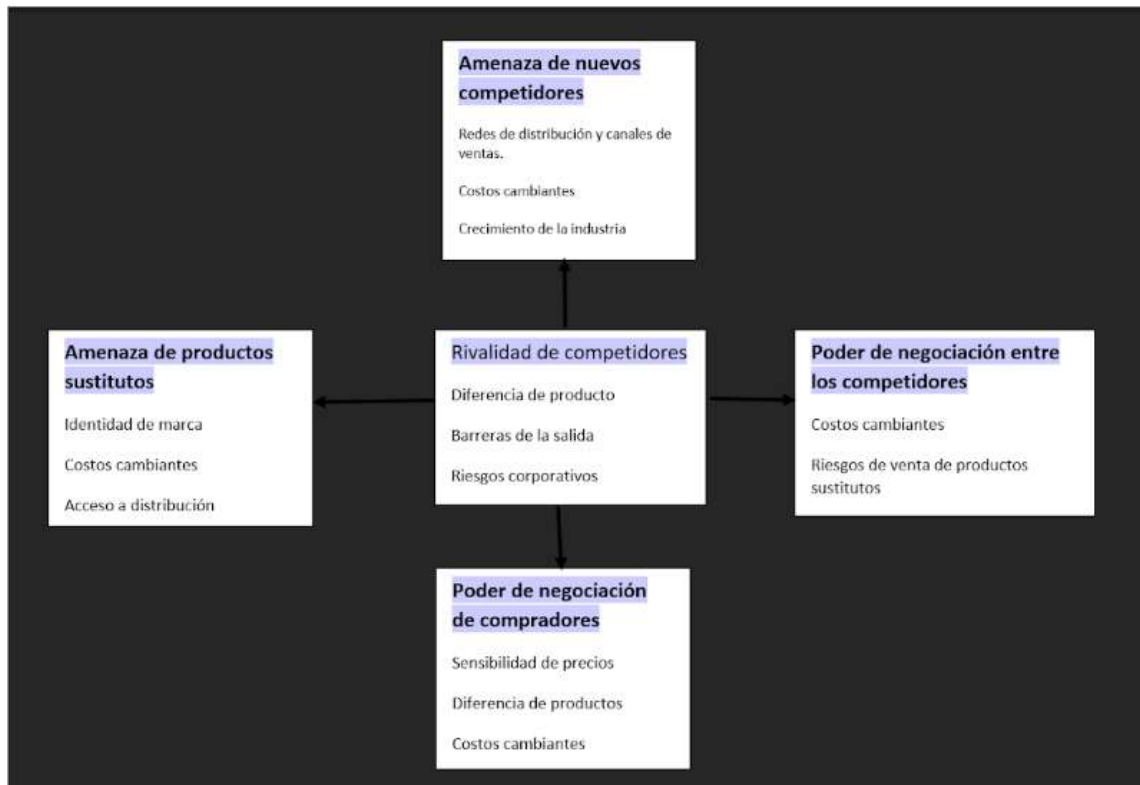 Amenaza de nuevos
competidores
Redes de distribución y canales de
ventas.
Costos cambiantes
Crecimiento de la industria
Amenaza de productos
sustitutos
Identidad de marca
Costos cambiantes
Acceso a distribución
Rivalidad de competidores
Diferencia de producto
Barreras de la salida
Riesgos corporativos
Poder de negociación entre
los competidores
Costos cambiantes
Riesgos de venta de productos
sustitutos
Poder de negociación
de compradores
Sensibilidad de precios
Diferencia de productos
Costos cambiantes